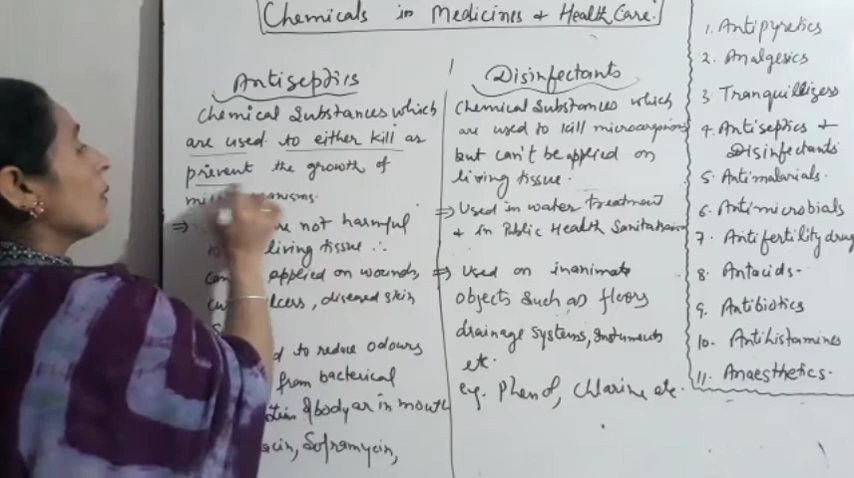 Chemicals in Medicines & Health Care.
Antiseptics
Chemical Substances which
are used to either kill or
prevent the growth of
⇒ not harmful
living tissue ∴
applied on wounds,
, diseased skin
to reduce odours
from bacterical
& body or in mouth
Soframycin,
Disinfectants
Chemical Substances which
are used to kill microorganisms
but can't be applied on
living tissue.
⇒ Used in water treatment
& in Public Health Sanitation
⇒ Used on inanimate
objects such as floors
drainage systems, instruments
etc.
eg. Phenol, Chlorine etc.
1. Antipyretics
2. Analgesics
3 Tranquillizers
4. Antiseptics &
Disinfectants
5. Antimalarials.
6. Antimicrobials
7. Antifertility drug
8. Antacids.
9. Antibiotics
10. Antihistamines
11. Anaesthetics.